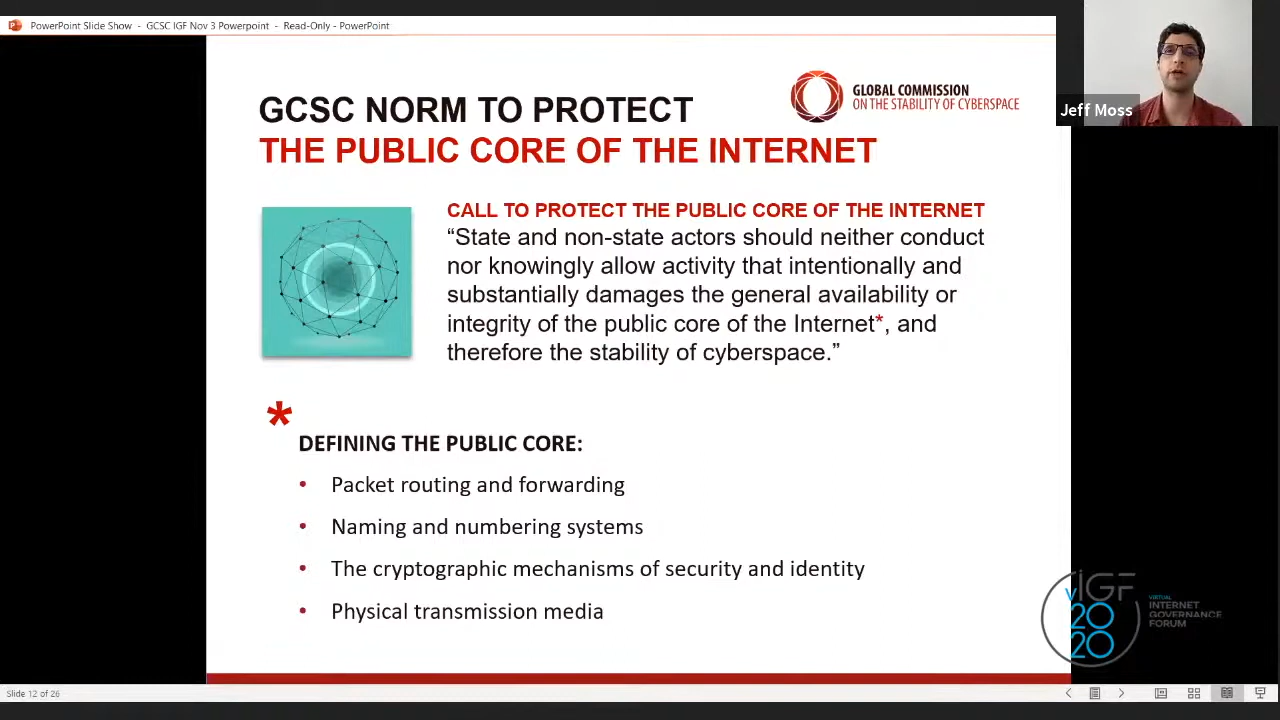 PowerPoint Slide Show - GCSC IGF Nov 3 Powerpoint - Read-Only - PowerPoint
Jeff Moss
GLOBAL COMMISSION
ON THE STABILITY OF CYBERSPACE
GCSC NORM TO PROTECT
THE PUBLIC CORE OF THE INTERNET
CALL TO PROTECT THE PUBLIC CORE OF THE INTERNET
“State and non-state actors should neither conduct
nor knowingly allow activity that intentionally and
substantially damages the general availability or
integrity of the public core of the Internet*, and
therefore the stability of cyberspace.”
*
DEFINING THE PUBLIC CORE:
• Packet routing and forwarding
• Naming and numbering systems
• The cryptographic mechanisms of security and identity
• Physical transmission media
vIGF
2020
VIRTUAL
INTERNET
GOVERNANCE
FORUM
Slide 12 of 26